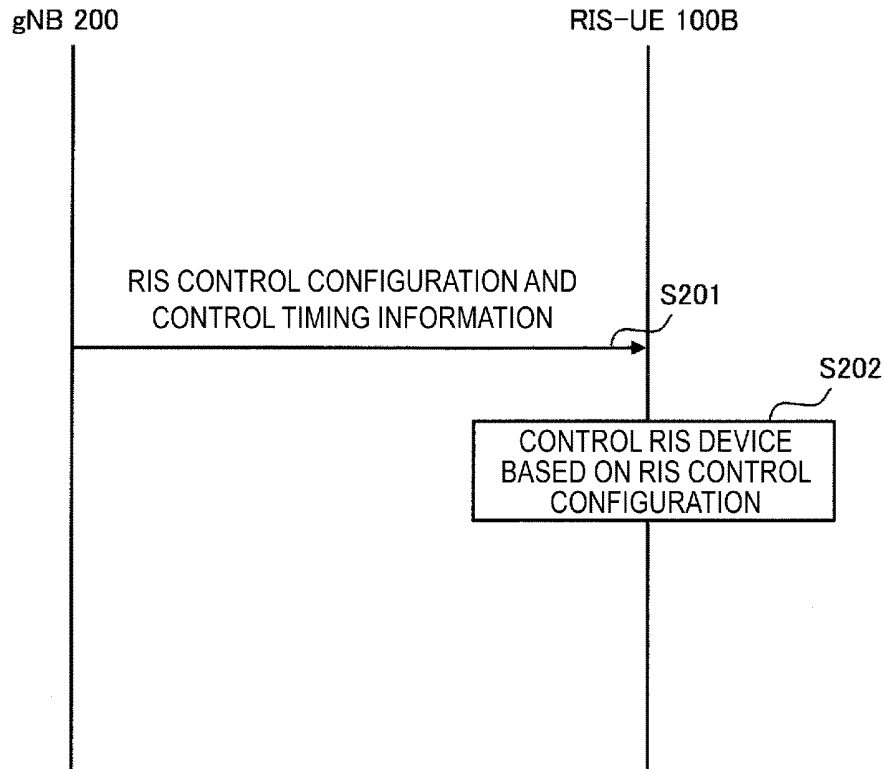 gNB 200
RIS-UE 100B
RIS CONTROL CONFIGURATION AND
CONTROL TIMING INFORMATION
S201
S202
CONTROL RIS DEVICE
BASED ON RIS CONTROL
CONFIGURATION